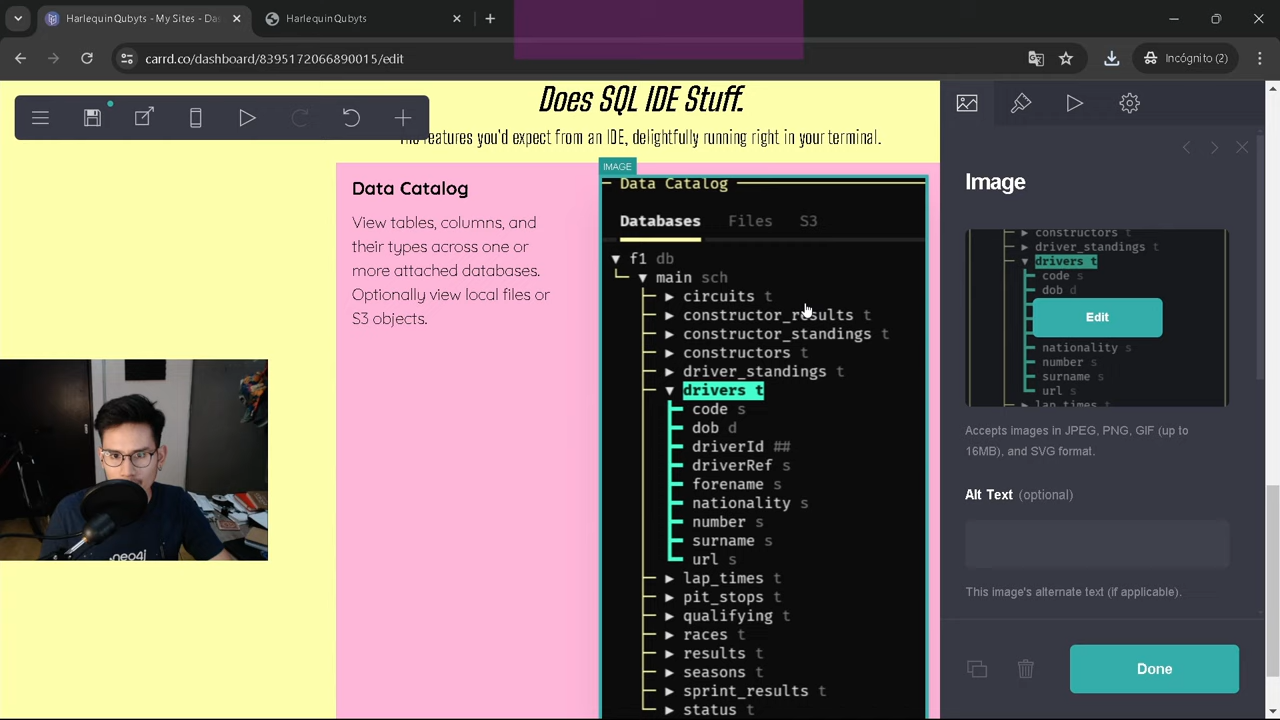 HarlequinQubyts - My Sites - Da
HarlequinQubyts
carrd.co/dashboard/8395172066890015/edit
Incógnito (2)
Does SQL IDE Stuff.
features you'd expect from an IDE, delightfully running right in your terminal.
Data Catalog
View tables, columns, and
their types across one or
more attached databases.
Optionally view local files or
S3 objects.
IMAGE
Data Catalog
Databases Files S3
▼ f1 db
▼ main sch
▶ circuits t
▶ constructor_results t
▶ constructor_standings t
▶ constructors t
▶ driver_standings t
▼ drivers t
code s
dob d
driverId ##
driverRef s
forename s
nationality s
number s
surname s
url s
▶ lap_times t
▶ pit_stops t
▶ qualifying t
▶ races t
▶ results t
▶ seasons t
▶ sprint_results t
▶ status t
neo4j
Image
▶ constructors t
▶ driver_standings t
▼ drivers t
code s
dob d
Edit
nationality s
number s
surname s
url s
▶ lap_times t
Accepts images in JPEG, PNG, GIF (up to
16MB), and SVG format.
Alt Text (optional)
This image's alternate text (if applicable).
Done